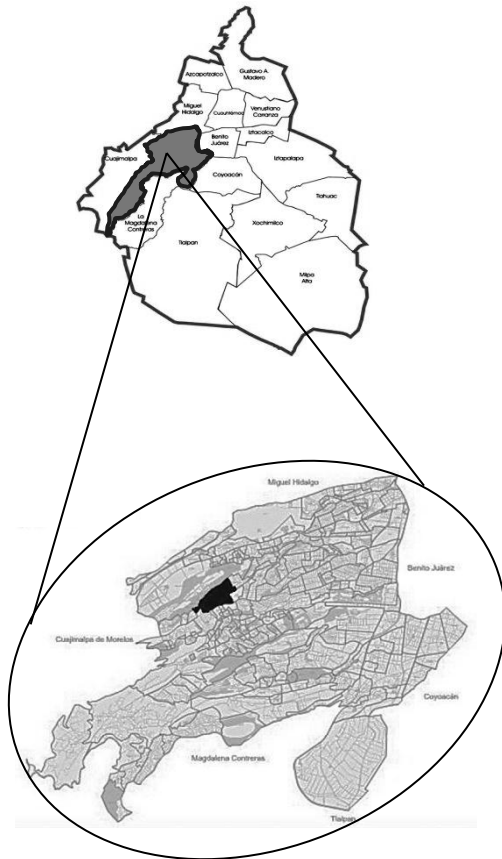 Azcapotzalco
Gustavo A.
Madero
Miguel
Hidalgo
Cuauhtémoc
Venustiano
Carranza
Cuajimalpa
Benito
Juárez
Iztacalco
Iztapalapa
Coyoacán
Tlahuac
La
Magdalena
Contreras
Tlalpan
Xochimilco
Milpa
Alta
Miguel Hidalgo
Benito Juárez
Cuajimalpa de Morelos
Coyoacán
Magdalena Contreras
Tlalpan